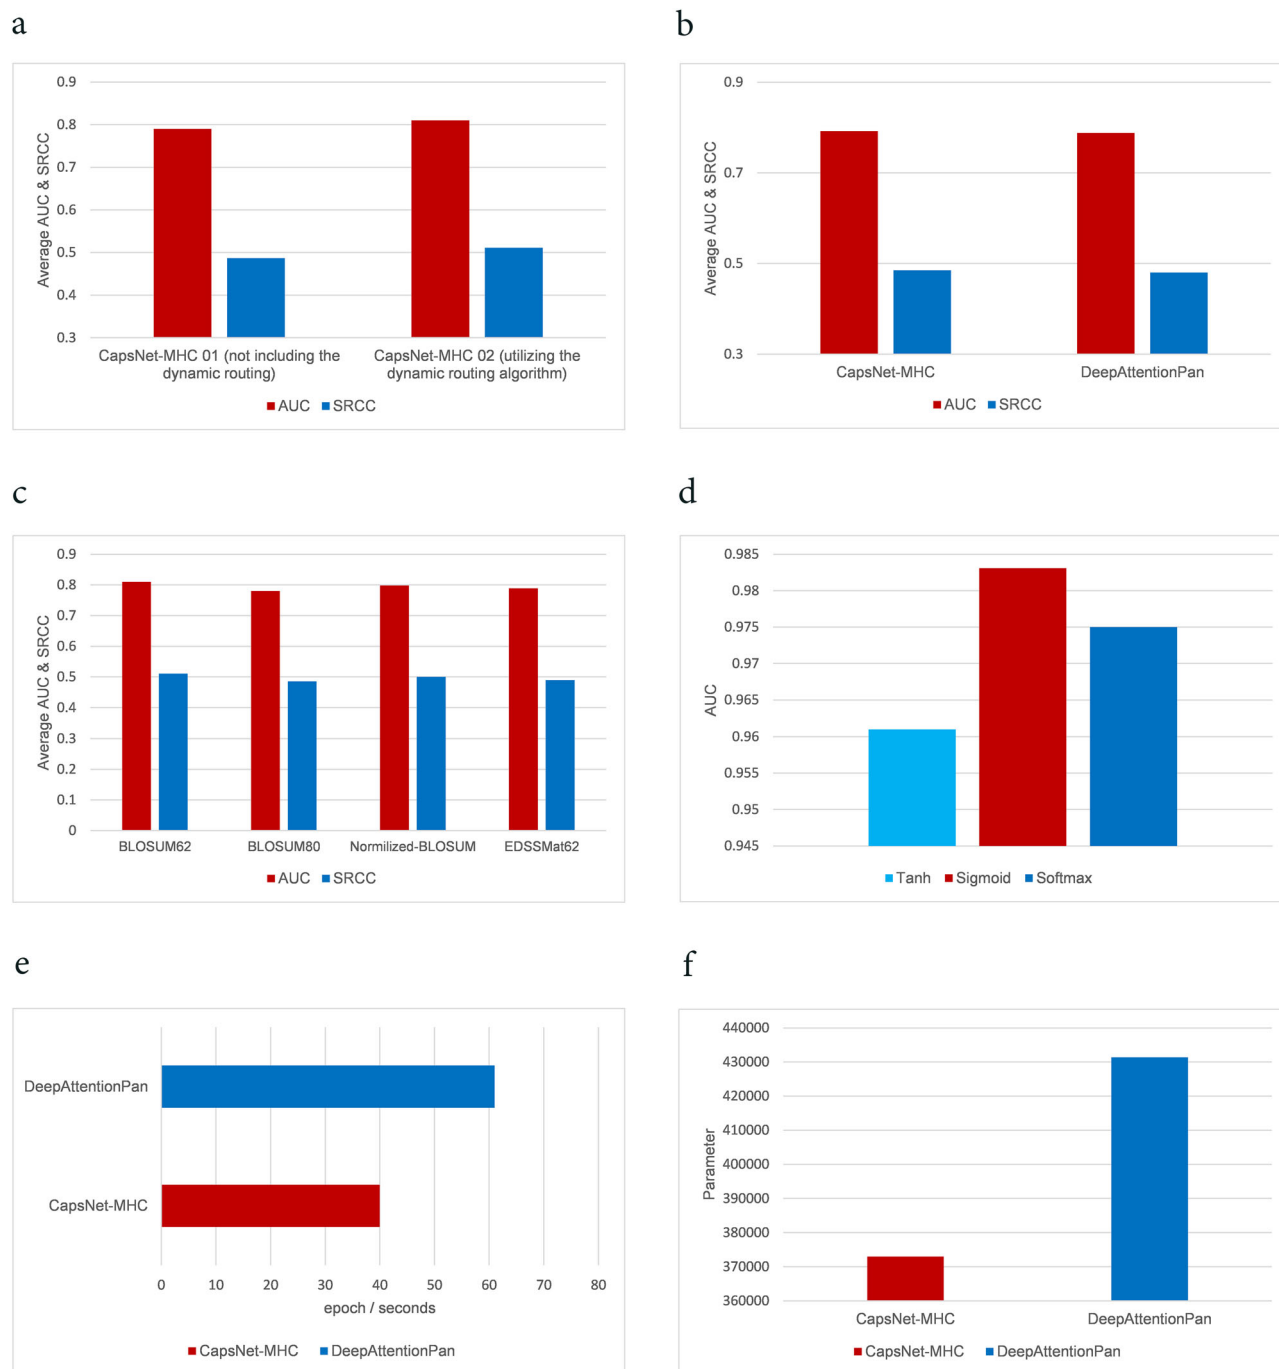 a
0.9
0.8
0.7
0.6
0.5
0.4
0.3
Average AUC & SRCC
CapsNet-MHC 01 (not including the
dynamic routing)
CapsNet-MHC 02 (utilizing the
dynamic routing algorithm)
AUC SRCC
b
0.9
0.7
0.5
0.3
Average AUC & SRCC
CapsNet-MHC DeepAttentionPan
AUC SRCC
c
0.9
0.8
0.7
0.6
0.5
0.4
0.3
0.2
0.1
0
Average AUC & SRCC
BLOSUM62 BLOSUM80 Normilized-BLOSUM EDSSMat62
AUC SRCC
d
0.985
0.98
0.975
0.97
0.965
0.96
0.955
0.95
0.945
AUC
Tanh Sigmoid Softmax
e
DeepAttentionPan
CapsNet-MHC
0 10 20 30 40 50 60 70 80
epoch / seconds
CapsNet-MHC DeepAttentionPan
f
440000
430000
420000
410000
400000
390000
380000
370000
360000
Parameter
CapsNet-MHC DeepAttentionPan
CapsNet-MHC DeepAttentionPan